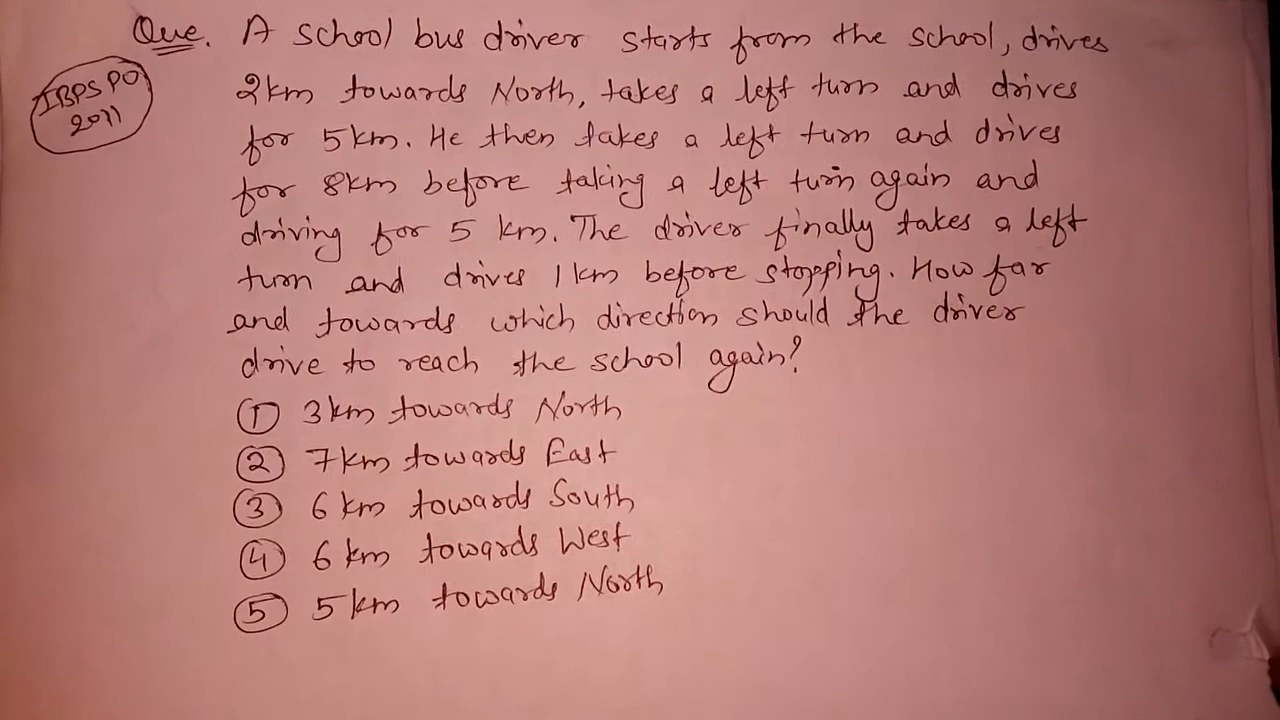 Que. A school bus driver starts from the school, drives
IBPS PO
2011
2km towards North, takes a left turn and drives
for 5km. He then takes a left turn and drives
for 8km before taking a left turn again and
driving for 5 km. The driver finally takes a left
turn and drives 1km before stopping. How far
and towards which direction should the driver
drive to reach the school again?
1 3km towards North
2 7km towards East
3 6km towards South
4 6km towards West
5 5km towards North